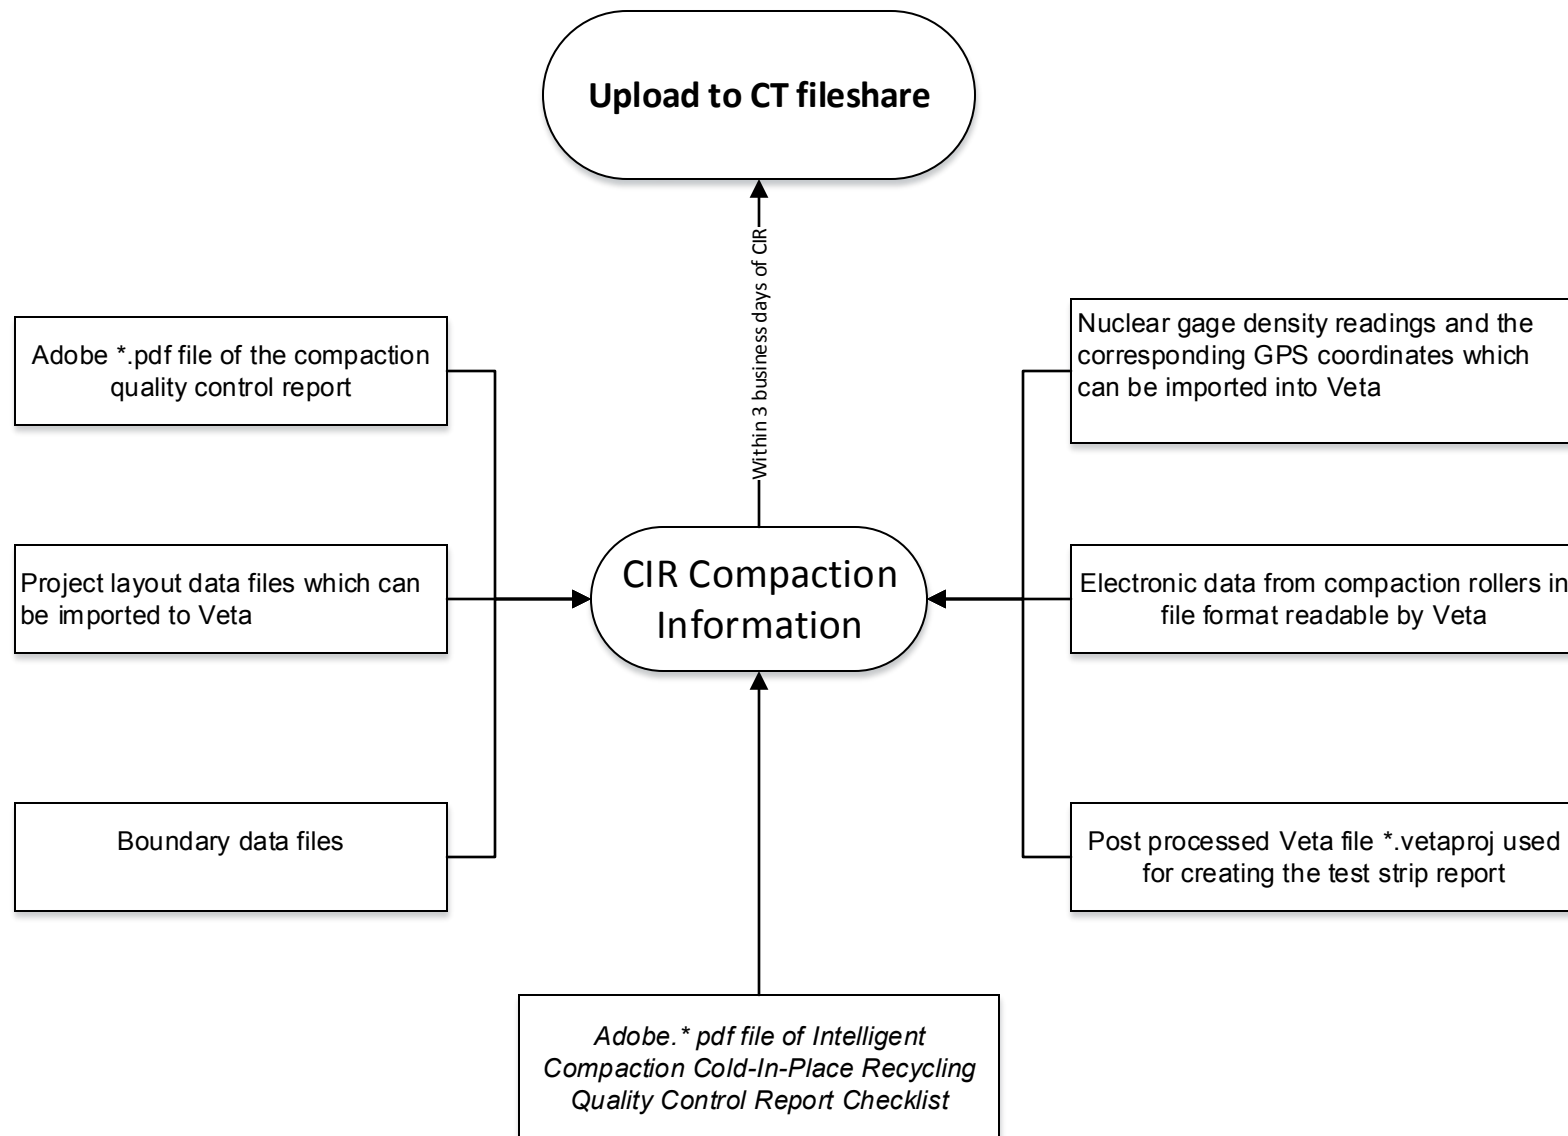 Upload to CT fileshare
Within 3 business days of CIR
Adobe *.pdf file of the compaction
quality control report
Nuclear gage density readings and the
corresponding GPS coordinates which
can be imported into Veta
Project layout data files which can
be imported to Veta
CIR Compaction
Information
Electronic data from compaction rollers in
file format readable by Veta
Boundary data files
Post processed Veta file *.vetaproj used
for creating the test strip report
Adobe.* pdf file of Intelligent
Compaction Cold-In-Place Recycling
Quality Control Report Checklist